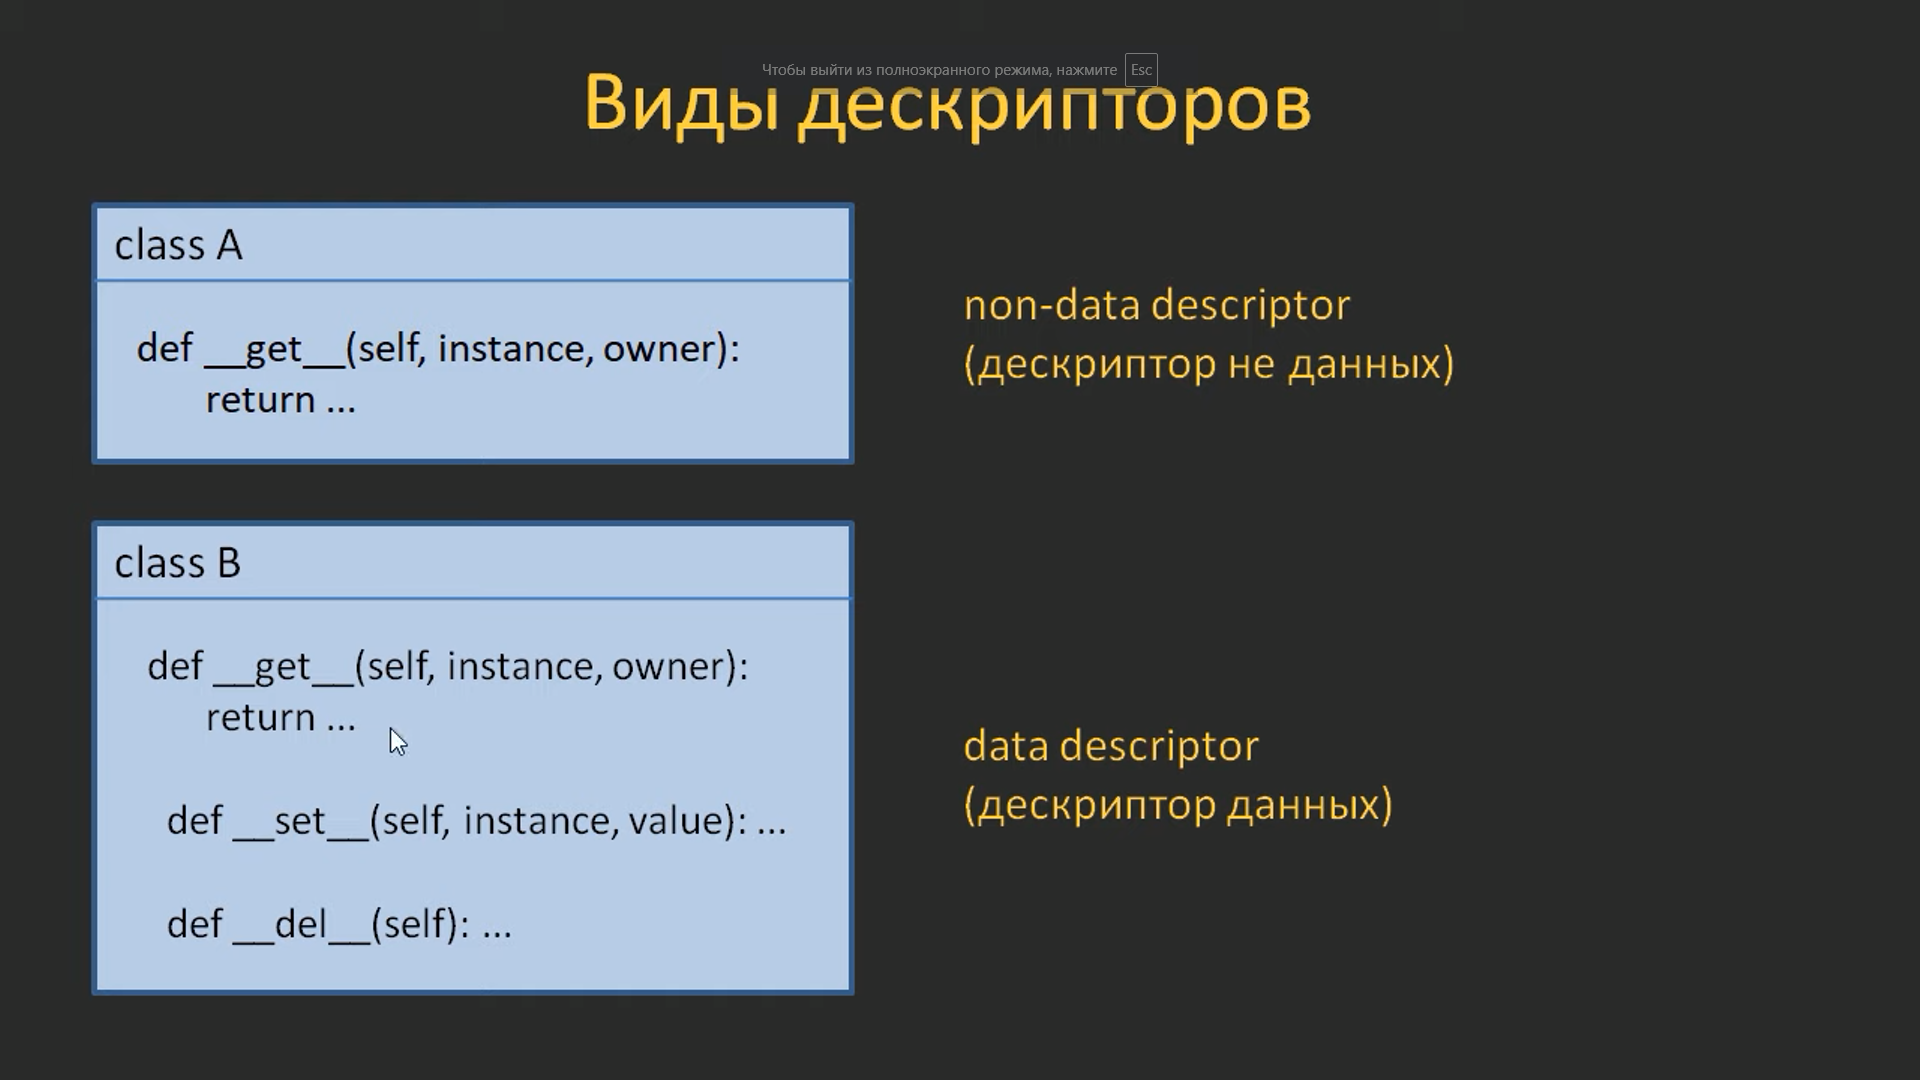 Чтобы выйти из полноэкранного режима, нажмите Esc
Виды дескрипторов
class A
def __get__(self, instance, owner):
return ...
non-data descriptor
(дескриптор не данных)
class B
def __get__(self, instance, owner):
return ...
def __set__(self, instance, value): ...
def __del__(self): ...
data descriptor
(дескриптор данных)